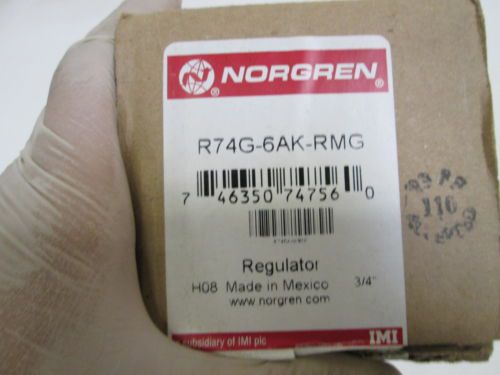 NORGREN ®
®
R74G-6AK-RMG
7 46350 74756 0
Regulator
H08 Made in Mexico 3/4"
www.norgren.com
subsidiary of IMI plc IMI
110